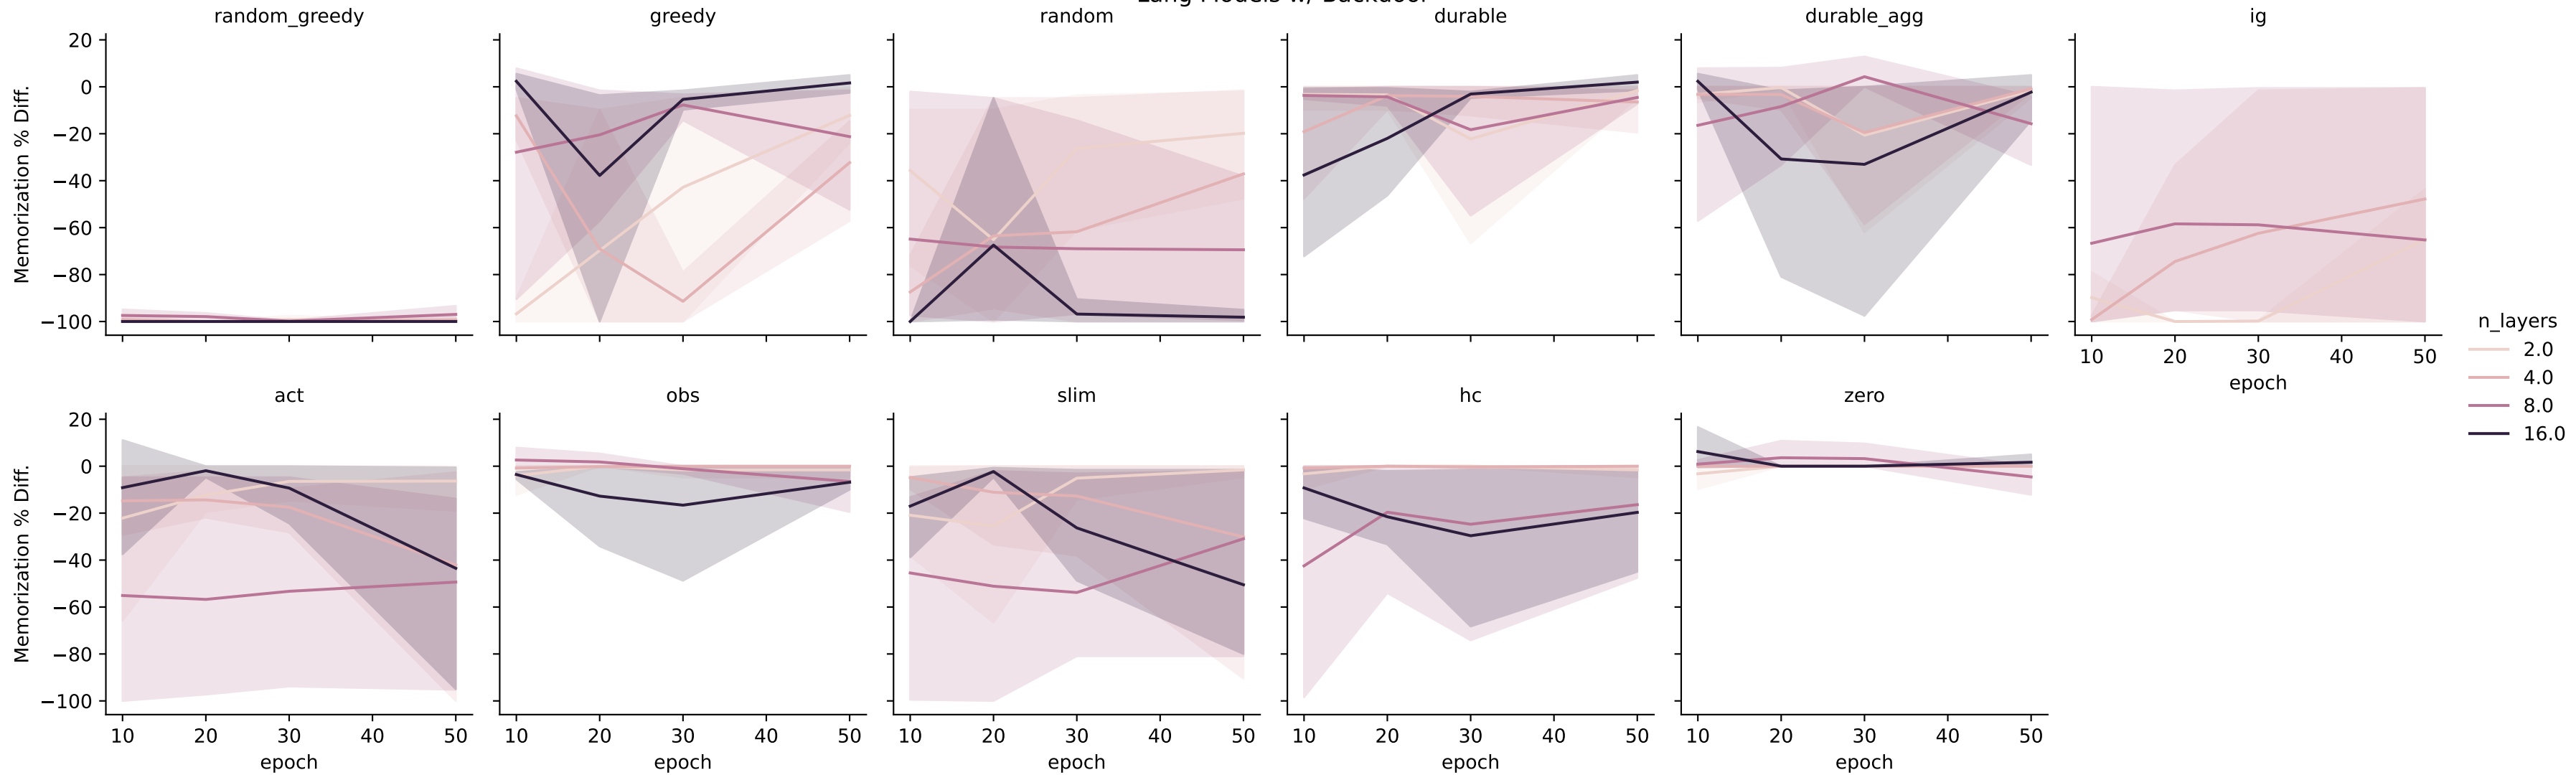 random_greedy
greedy
random
durable
durable_agg
ig
20
0
−20
−40
−60
−80
−100
Memorization % Diff.
10 20 30 40 50
epoch
n_layers
2.0
4.0
8.0
16.0
act
obs
slim
hc
zero
20
0
−20
−40
−60
−80
−100
Memorization % Diff.
10 20 30 40 50
epoch
10 20 30 40 50
epoch
10 20 30 40 50
epoch
10 20 30 40 50
epoch
10 20 30 40 50
epoch